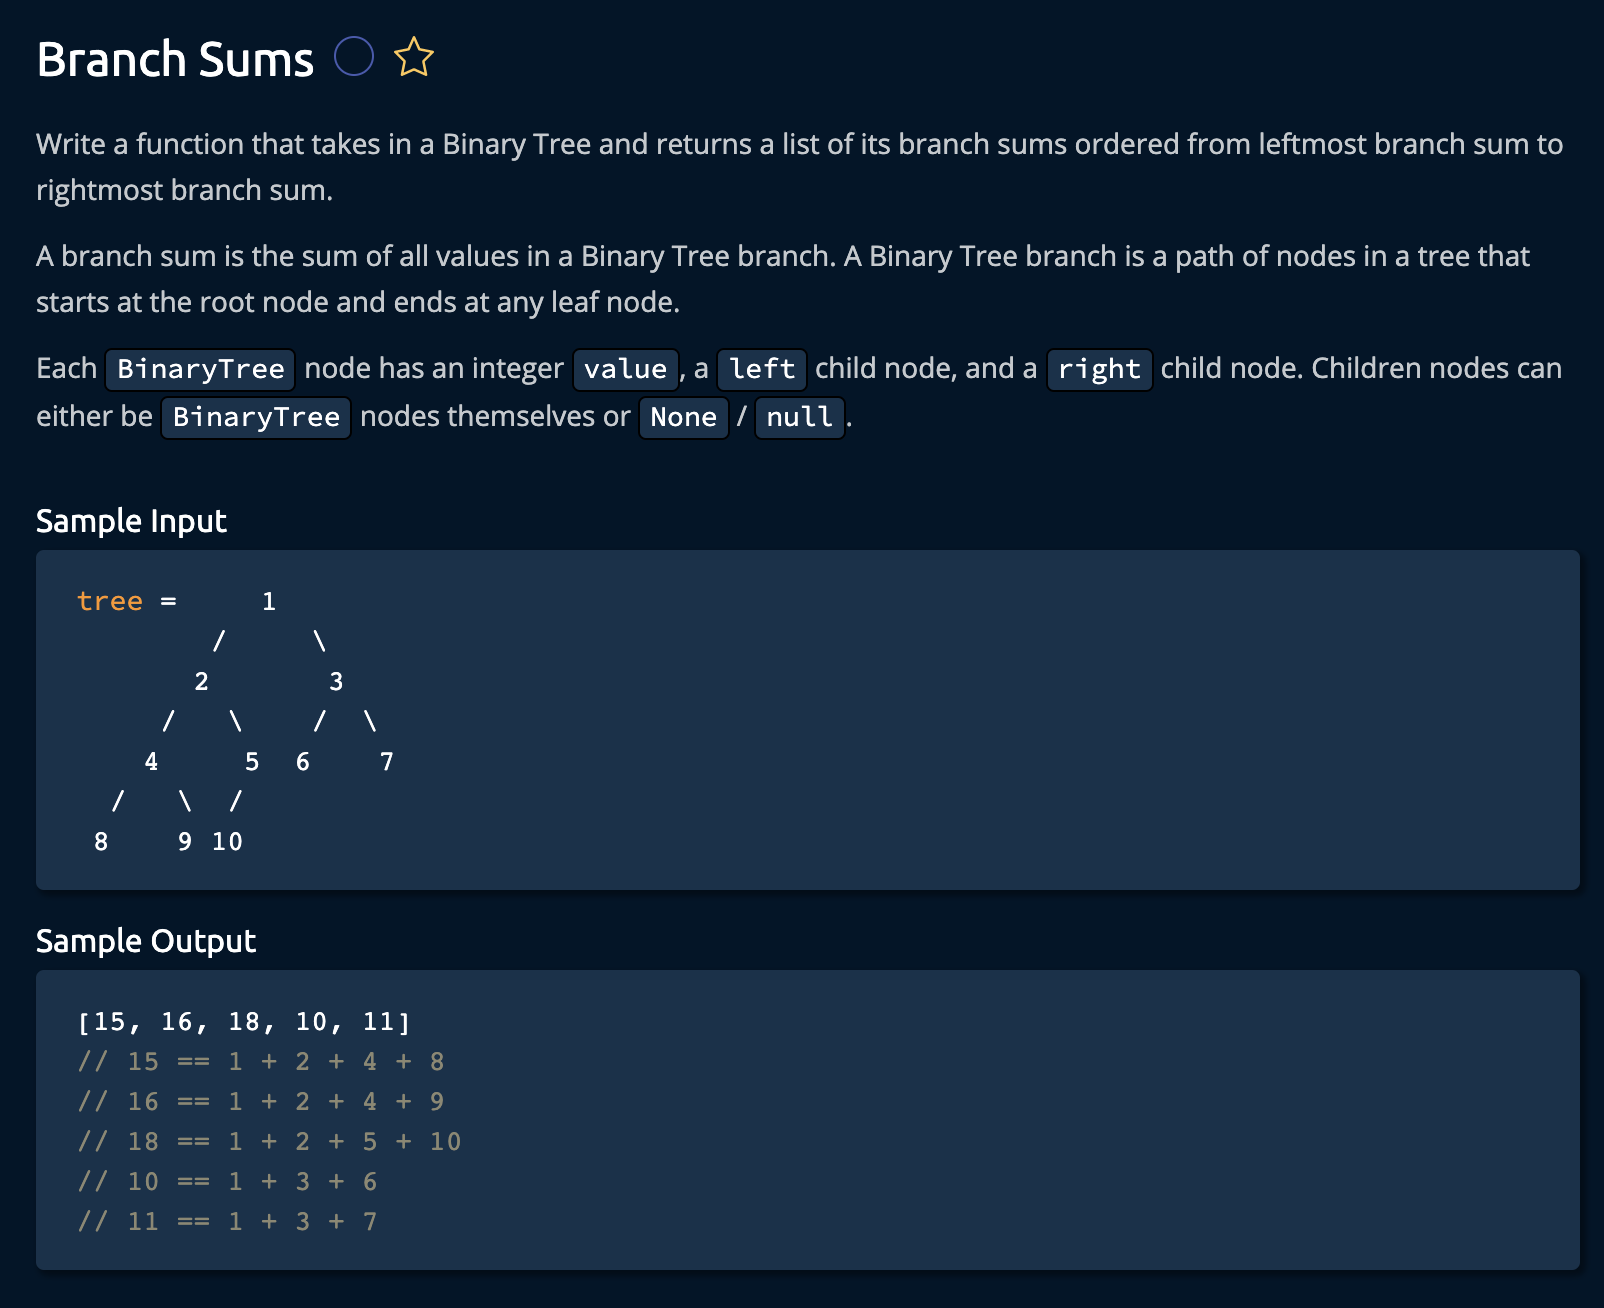 Branch Sums
Write a function that takes in a Binary Tree and returns a list of its branch sums ordered from leftmost branch sum to
rightmost branch sum.
A branch sum is the sum of all values in a Binary Tree branch. A Binary Tree branch is a path of nodes in a tree that
starts at the root node and ends at any leaf node.
Each BinaryTree node has an integer value, a left child node, and a right child node. Children nodes can
either be BinaryTree nodes themselves or None / null.
Sample Input
tree =     1
        /     \
       2       3
     /   \    /  \
    4     5  6    7
  /   \  /
 8    9 10
Sample Output
[15, 16, 18, 10, 11]
// 15 == 1 + 2 + 4 + 8
// 16 == 1 + 2 + 4 + 9
// 18 == 1 + 2 + 5 + 10
// 10 == 1 + 3 + 6
// 11 == 1 + 3 + 7